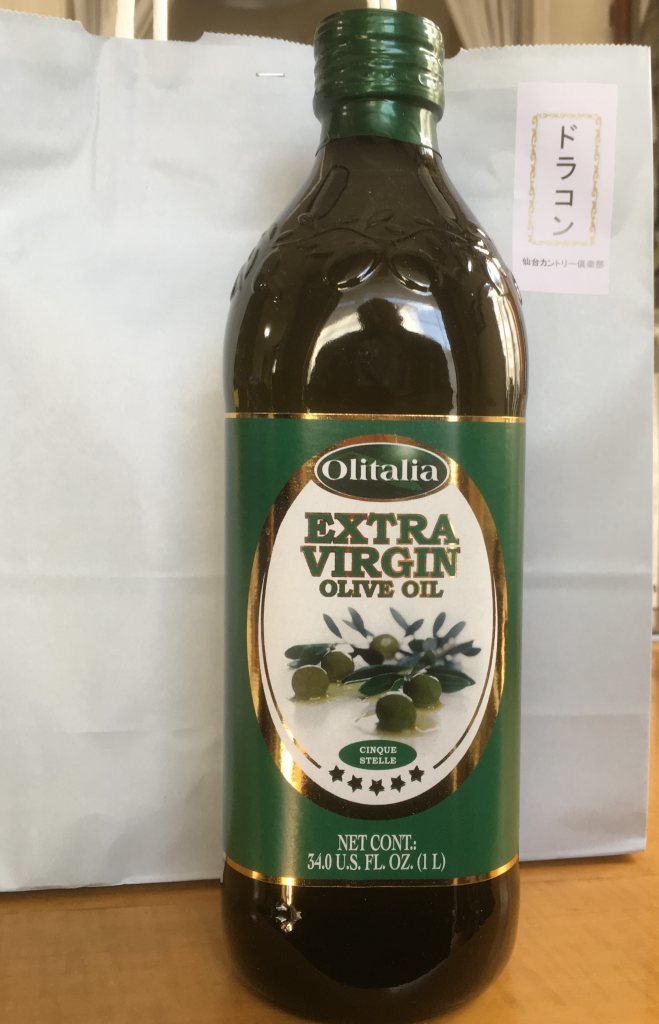 ドラコン
仙台カントリー倶楽部
Olitalia
EXTRA
VIRGIN
OLIVE OIL
CINQUE
STELLE
NET CONT.:
34.0 U.S. FL. OZ. (1 L)